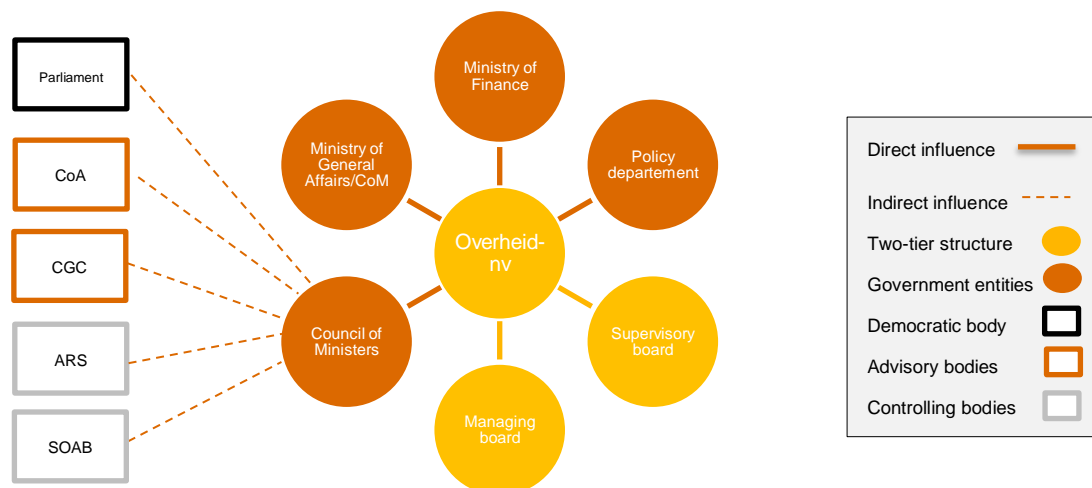 Parliament
CoA
CGC
ARS
SOAB
Ministry of
Finance
Ministry of
General
Affairs/CoM
Policy
departement
Overheid-
nv
Council of
Ministers
Supervisory
board
Managing
board
Direct influence
Indirect influence
Two-tier structure
Government entities
Democratic body
Advisory bodies
Controlling bodies